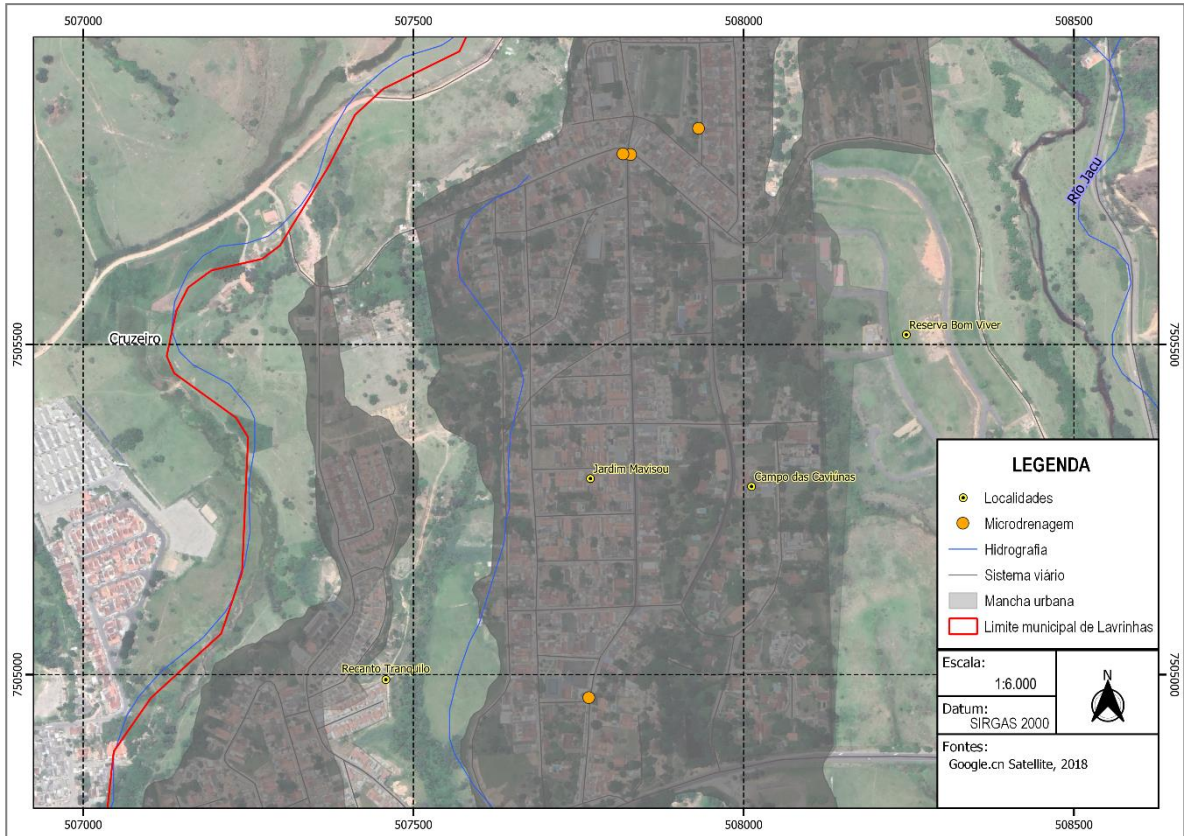 507000
507500
508000
508500
Rio Jacu
Cruzeiro
7505500
7505500
Reserva Bom Viver
Jardim Mavisou
Campo das Caviúnas
Recanto Tranquilo
7505000
7505000
LEGENDA
Localidades
Microdrenagem
Hidrografia
Sistema viário
Mancha urbana
Limite municipal de Lavrinhas
Escala:
1:6.000
Datum:
SIRGAS 2000
N
Fontes:
Google.cn Satellite, 2018
507000
507500
508000
508500